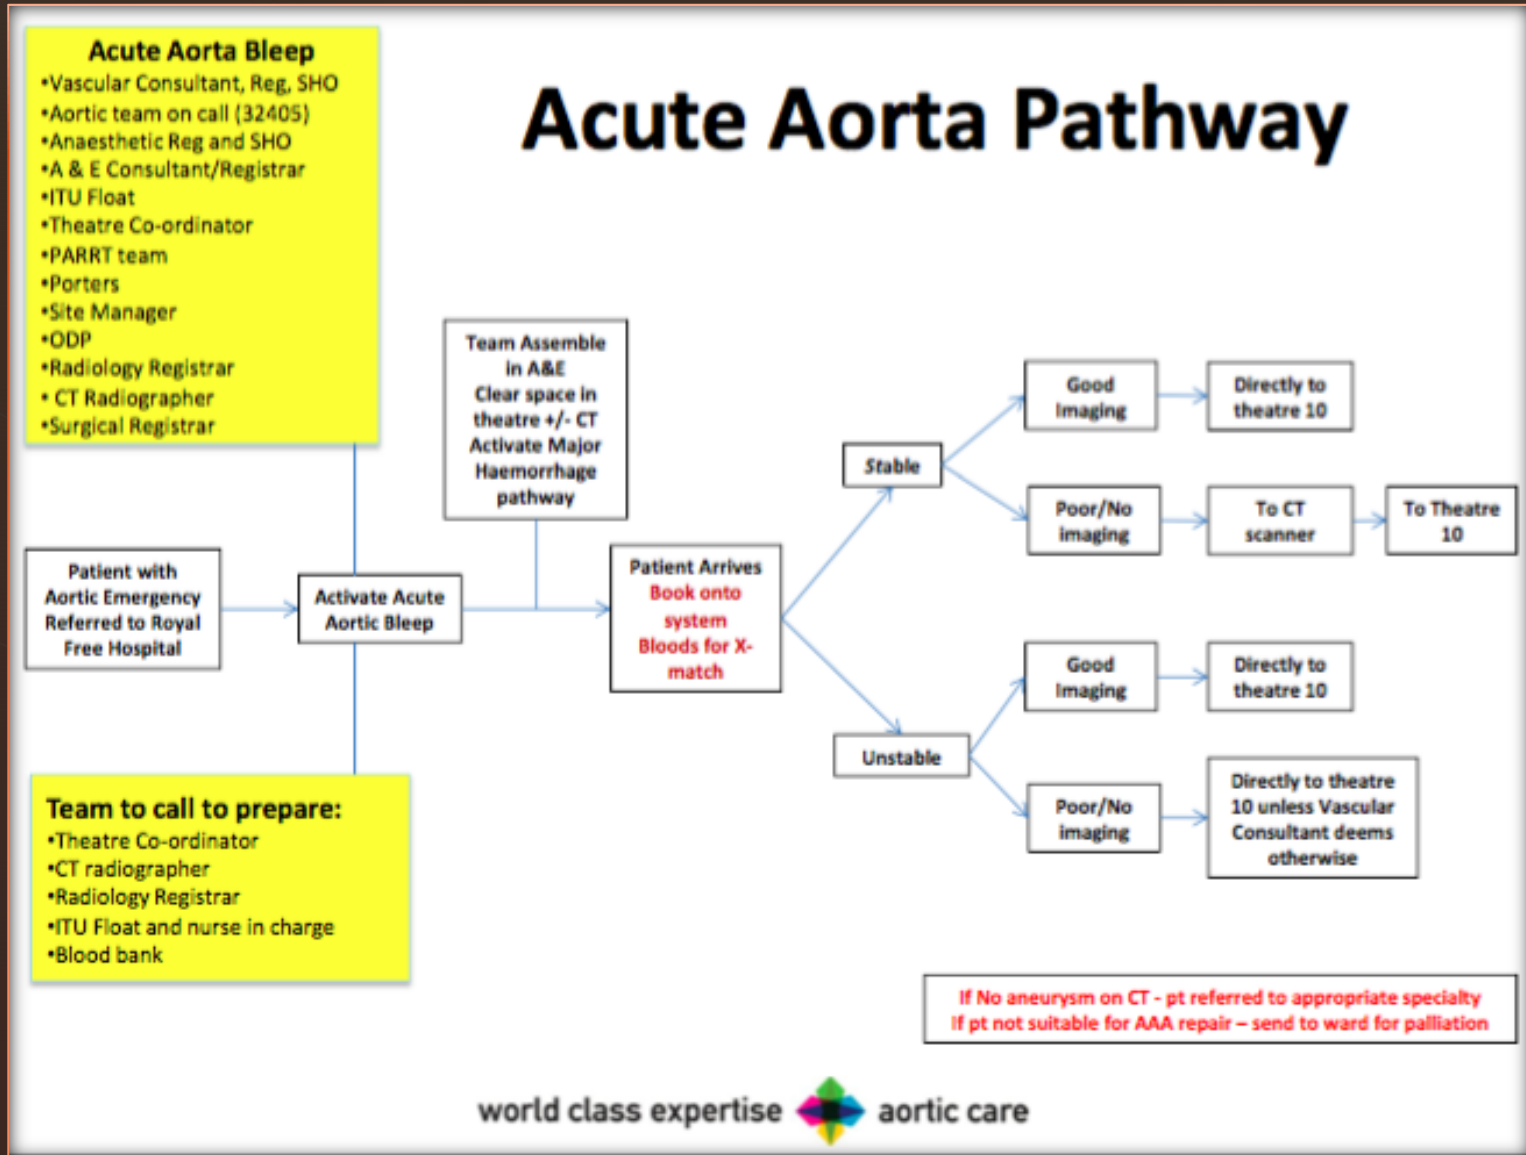 Acute Aorta Bleep
•Vascular Consultant, Reg, SHO
•Aortic team on call (32405)
•Anaesthetic Reg and SHO
•A & E Consultant/Registrar
•ITU Float
•Theatre Co-ordinator
•PARRT team
•Porters
•Site Manager
•ODP
•Radiology Registrar
• CT Radiographer
•Surgical Registrar
Acute Aorta Pathway
Patient with
Aortic Emergency
Referred to Royal
Free Hospital
Activate Acute
Aortic Bleep
Team to call to prepare:
•Theatre Co-ordinator
•CT radiographer
•Radiology Registrar
•ITU Float and nurse in charge
•Blood bank
Team Assemble
in A&E
Clear space in
theatre +/- CT
Activate Major
Haemorrhage
pathway
Patient Arrives
Book onto
system
Bloods for X-
match
Stable
Good
Imaging
Directly to
theatre 10
Poor/No
imaging
To CT
scanner
To Theatre
10
Unstable
Good
Imaging
Directly to
theatre 10
Poor/No
imaging
Directly to theatre
10 unless Vascular
Consultant deems
otherwise
If No aneurysm on CT - pt referred to appropriate specialty
If pt not suitable for AAA repair – send to ward for palliation
world class expertise aortic care